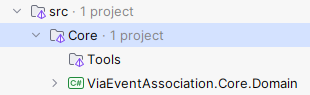 src · 1 project
Core · 1 project
Tools
C# ViaEventAssociation.Core.Domain